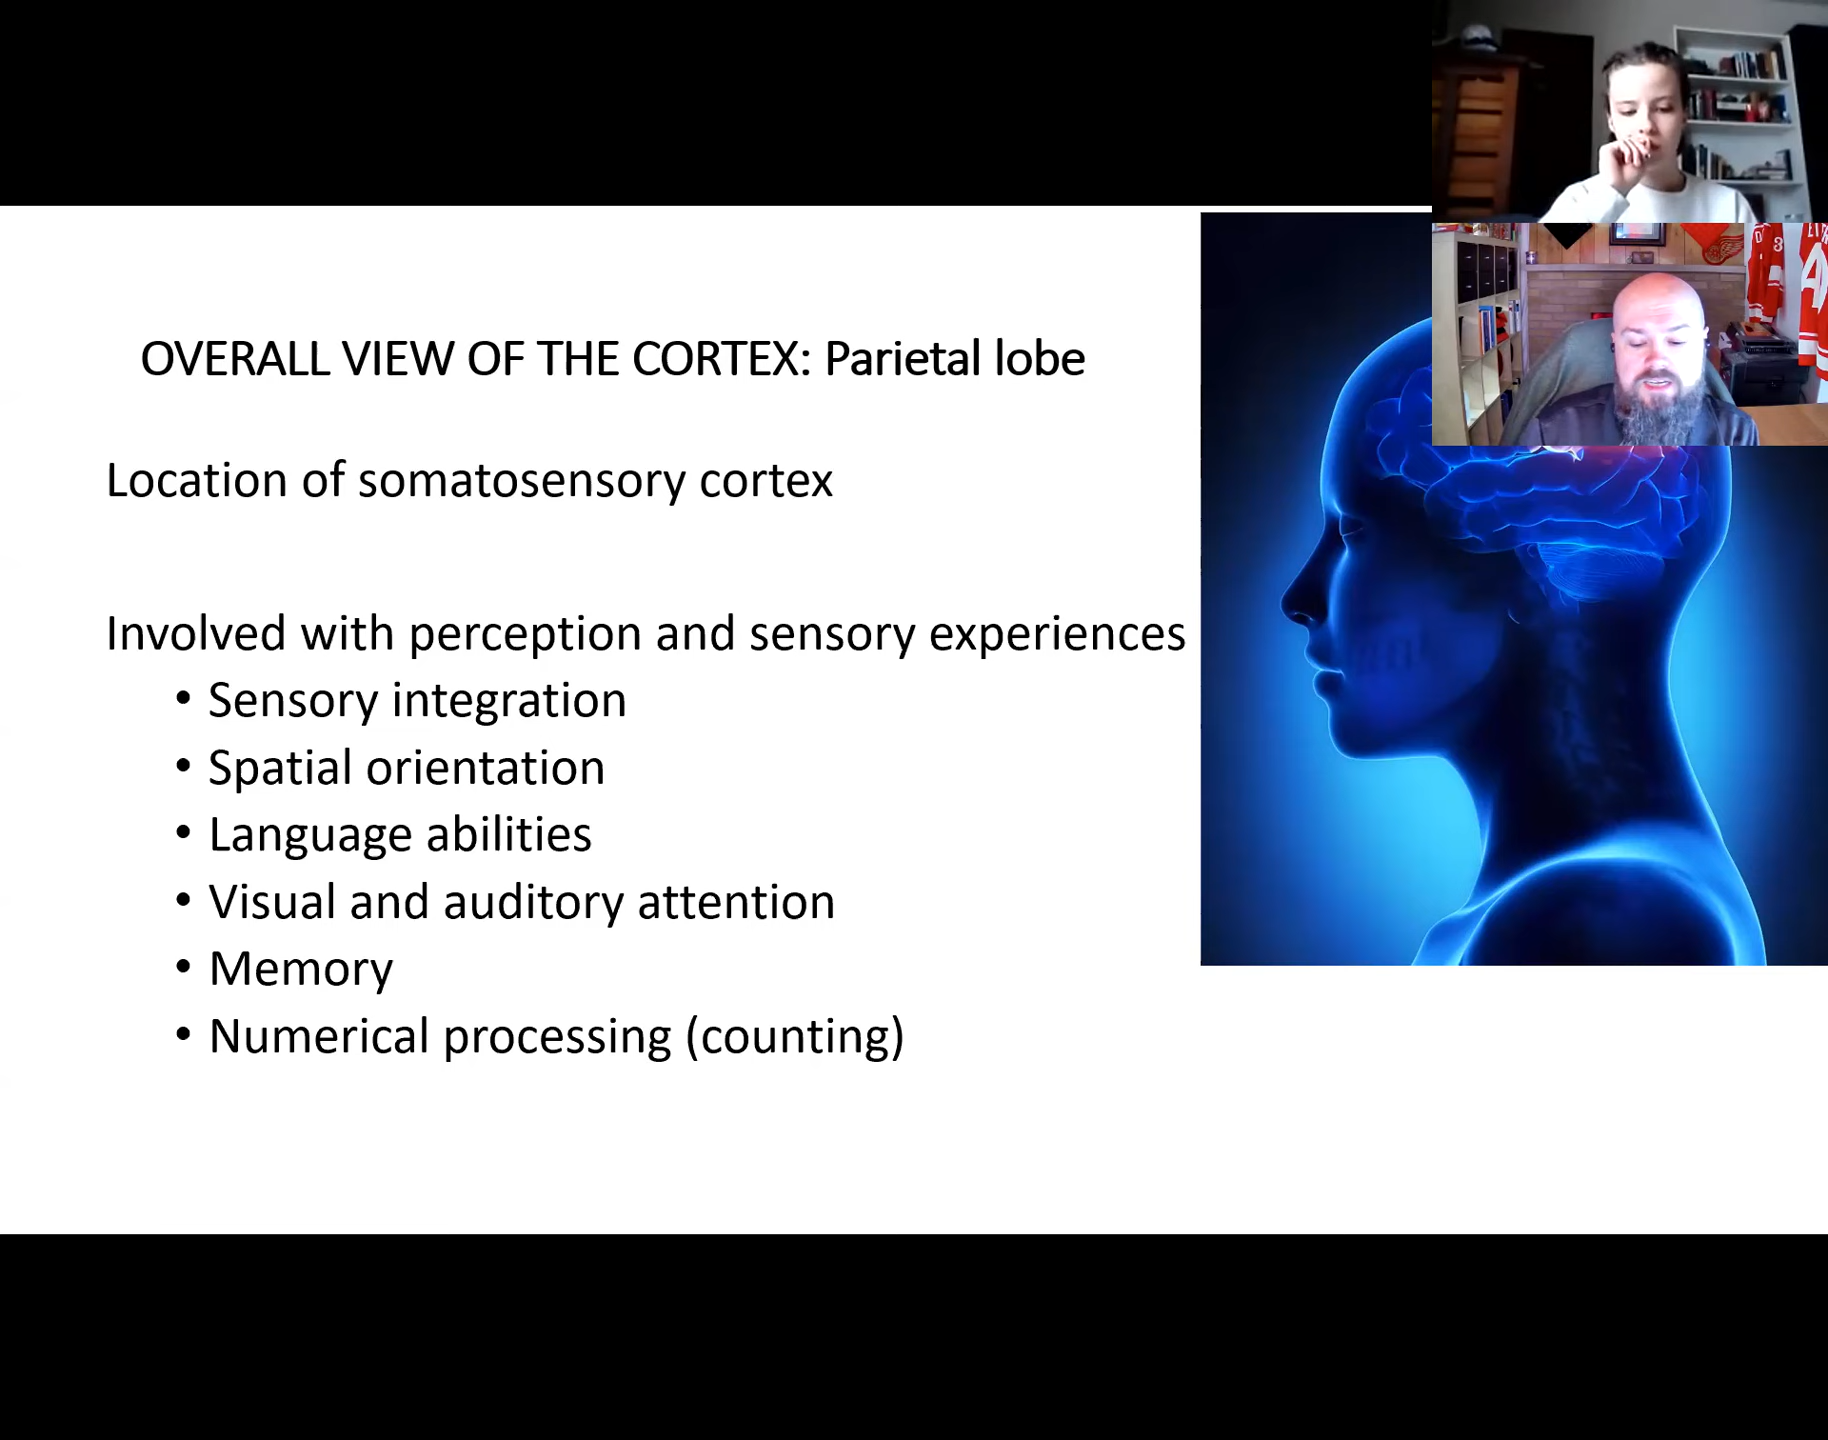 OVERALL VIEW OF THE CORTEX: Parietal lobe
Location of somatosensory cortex
Involved with perception and sensory experiences
• Sensory integration
• Spatial orientation
• Language abilities
• Visual and auditory attention
• Memory
• Numerical processing (counting)